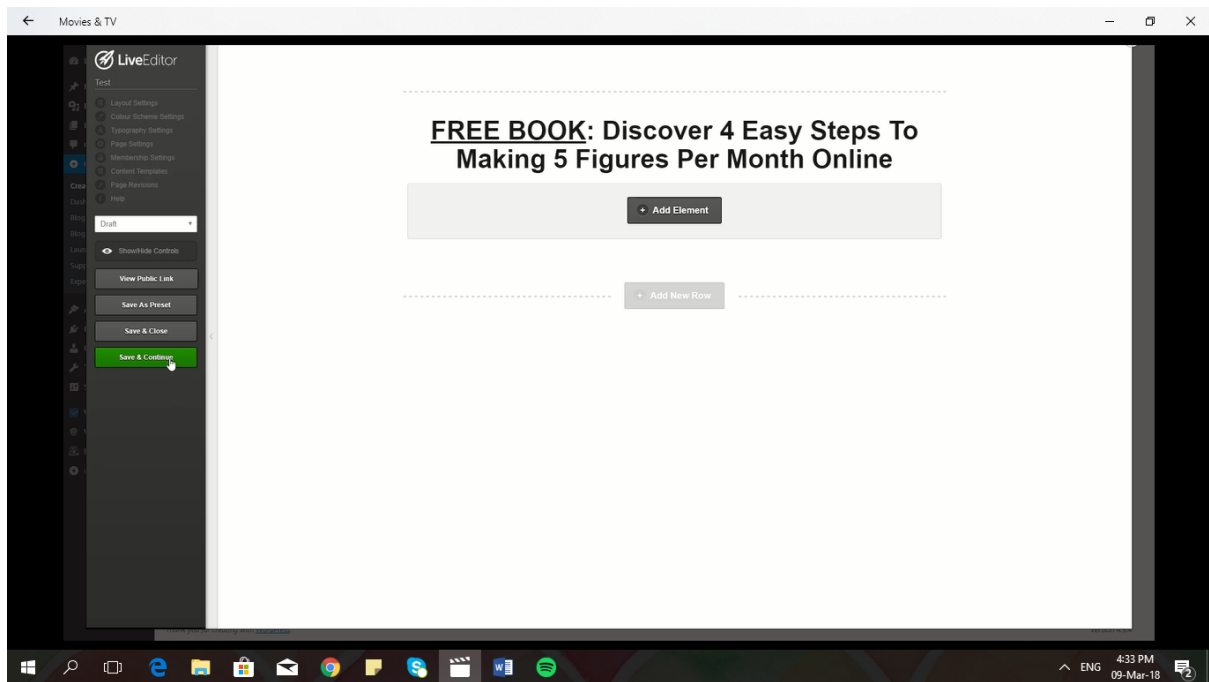 Movies & TV
LiveEditor
Test
Layout Settings
Colour Scheme Settings
Typography Settings
Page Settings
Membership Settings
Content Templates
Page Revisions
Help
Draft
Show/Hide Controls
View Public Link
Save As Preset
Save & Close
Save & Continue
FREE BOOK: Discover 4 Easy Steps To
Making 5 Figures Per Month Online
Add Element
Add New Row
ENG
4:33 PM
09-Mar-18
2